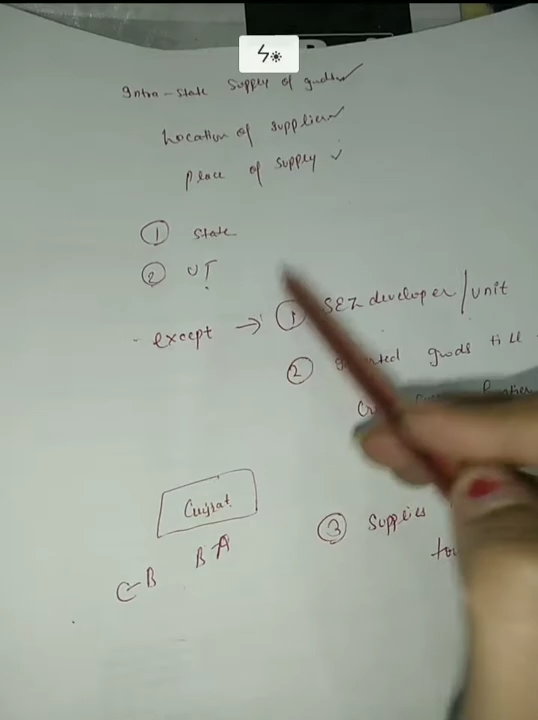 Intra-state supply of goods
Location of supplier
place of supply
① state
② UT
except → ① SEZ developer/unit
② goods till
③ supplies
Gujrat
B A
C-B